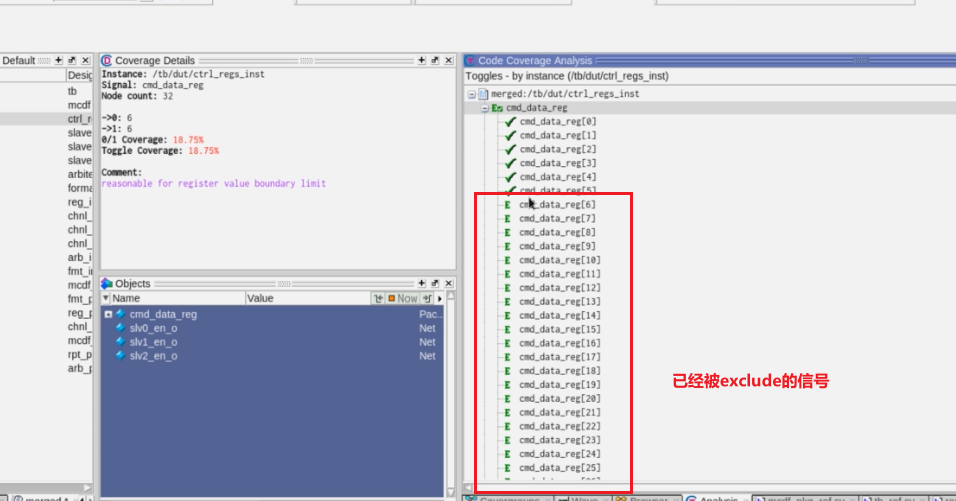 Default
Coverage Details
Code Coverage Analysis
Desig
Instance: /tb/dut/ctrl_regs_inst
Signal: cmd_data_reg
Node count: 32
->0: 6
->1: 6
0/1 Coverage: 18.75%
Toggle Coverage: 18.75%
Comment:
reasonable for register value boundary limit
tb
mcdf
ctrl_r
slave
slave
slave
arbite
forma
reg_i
chnl_
chnl_
chnl_
arb_i
fmt_i
mcdf
fmt_p
reg_p
chnl_
mcdf_
rpt_p
arb_p
Objects
Name
Value
Now
cmd_data_reg
Pac..
slv0_en_o
Net
slv1_en_o
Net
slv2_en_o
Net
Toggles - by instance (/tb/dut/ctrl_regs_inst)
merged:/tb/dut/ctrl_regs_inst
E cmd_data_reg
cmd_data_reg[0]
cmd_data_reg[1]
cmd_data_reg[2]
cmd_data_reg[3]
cmd_data_reg[4]
cmd_data_reg[5]
E cmd_data_reg[6]
E cmd_data_reg[7]
E cmd_data_reg[8]
E cmd_data_reg[9]
E cmd_data_reg[10]
E cmd_data_reg[11]
E cmd_data_reg[12]
E cmd_data_reg[13]
E cmd_data_reg[14]
E cmd_data_reg[15]
E cmd_data_reg[16]
E cmd_data_reg[17]
E cmd_data_reg[18]
E cmd_data_reg[19]
E cmd_data_reg[20]
E cmd_data_reg[21]
E cmd_data_reg[22]
E cmd_data_reg[23]
E cmd_data_reg[24]
E cmd_data_reg[25]
已经被exclude的信号